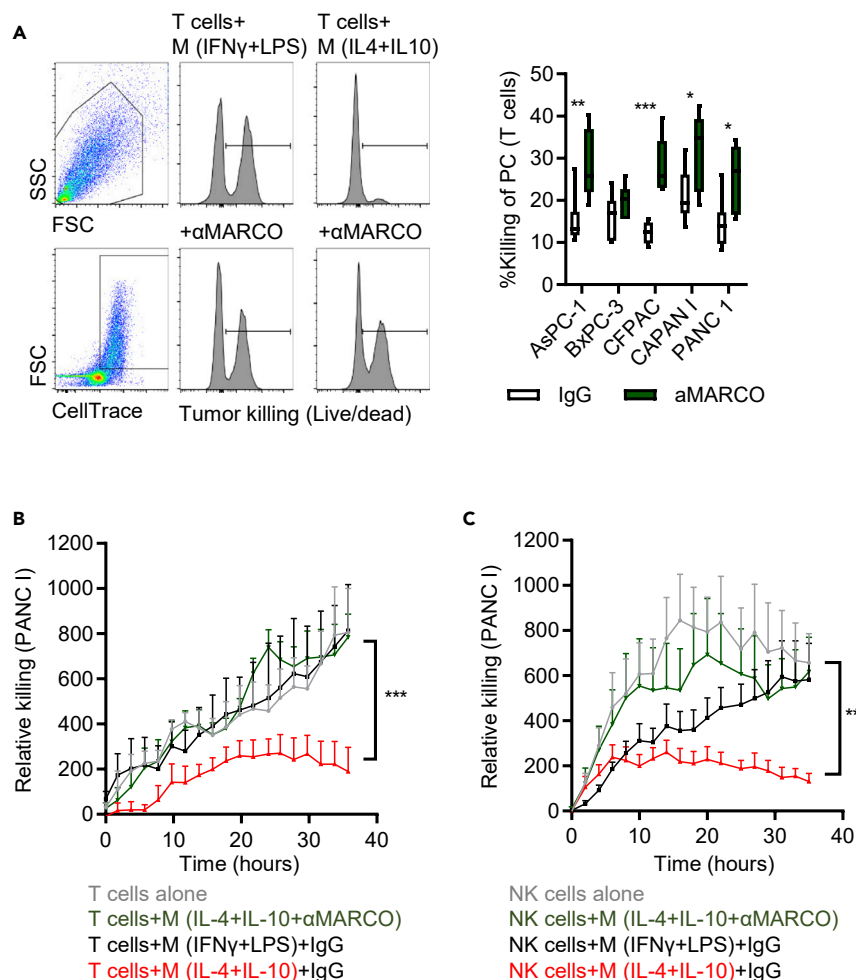 A
T cells+
M (IFNγ+LPS)
T cells+
M (IL4+IL10)
SSC
FSC
+αMARCO
+αMARCO
FSC
CellTrace
Tumor killing (Live/dead)
%Killing of PC (T cells)
50
40
30
20
10
0
**
***
*
*
AsPC-1
BxPC-3
CFPAC
CAPAN I
PANC 1
IgG
aMARCO
B
Relative killing (PANC I)
1200
1000
800
600
400
200
0
0
10
20
30
40
Time (hours)
***
T cells alone
T cells+M (IL-4+IL-10+αMARCO)
T cells+M (IFNγ+LPS)+IgG
T cells+M (IL-4+IL-10)+IgG
C
Relative killing (PANC I)
1200
1000
800
600
400
200
0
0
10
20
30
40
Time (hours)
**
NK cells alone
NK cells+M (IL-4+IL-10+αMARCO)
NK cells+M (IFNγ+LPS)+IgG
NK cells+M (IL-4+IL-10)+IgG